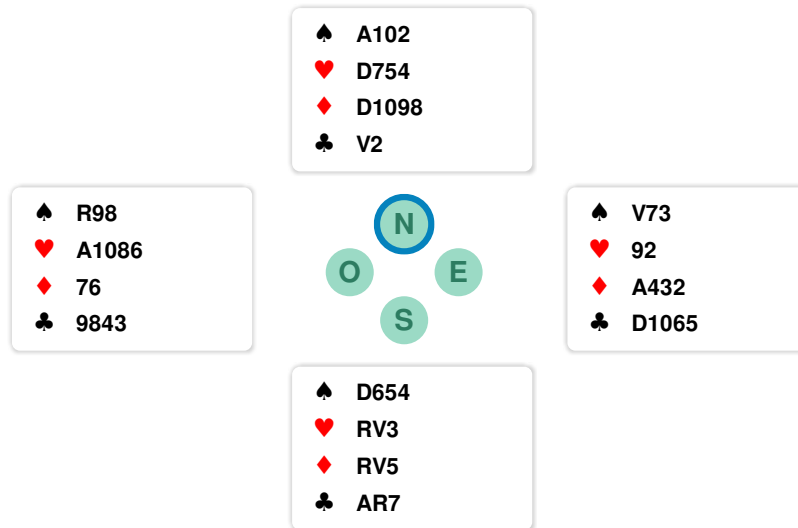 ♠ A102
♥ D754
♦ D1098
♣ V2
♠ R98
♥ A1086
♦ 76
♣ 9843
N
O E
S
♠ V73
♥ 92
♦ A432
♣ D1065
♠ D654
♥ RV3
♦ RV5
♣ AR7